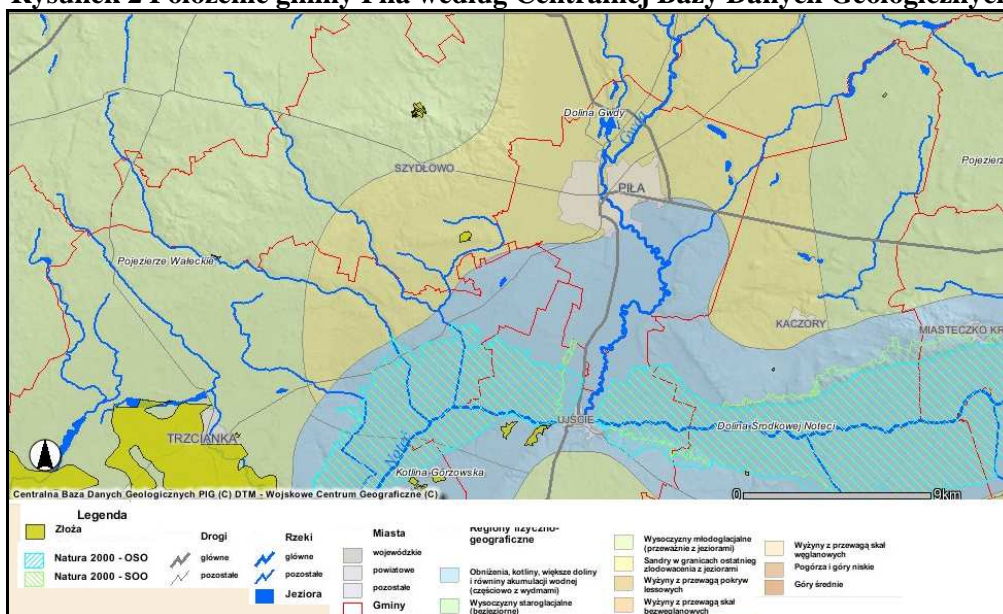 Rysunek 2 Położenie gminy Piła według Centralnej Bazy Danych Geologicznych
Dolina Gwdy
Gwda
SZYDŁOWO
PIŁA
Pojezierz
Pojezierze Wałeckie
KACZORY
MIASTECZKO KR
TRZCIANKA
UJŚCIE
Dolina Środkowej Noteci
Noteć
Kotlina Gorzowska
Centralna Baza Danych Geologicznych PIG (C) DTM - Wojskowe Centrum Geograficzne (C)
0 9km
Legenda
Złoża
Natura 2000 - OSO
Natura 2000 - SOO
Drogi
główne
pozostałe
Rzeki
główne
pozostałe
Jeziora
Miasta
wojewódzkie
powiatowe
pozostałe
Gminy
Regiony fizyczno-
geograficzne
Obniżenia, kotliny, większe doliny
i równiny akumulacji wodnej
(częściowo z wydmami)
Wysoczyzny staroglacjalne
(bezjeziorne)
Wysoczyzny młodoglacjalne
(przeważnie z jeziorami)
Sandry w granicach ostatnieg
zlodowacenia z jeziorami
Wyżyny z przewagą pokryw
lessowych
Wyżyny z przewagą skał
bezwęglanowych
Wyżyny z przewagą skał
węglanowych
Pogórza i góry niskie
Góry średnie